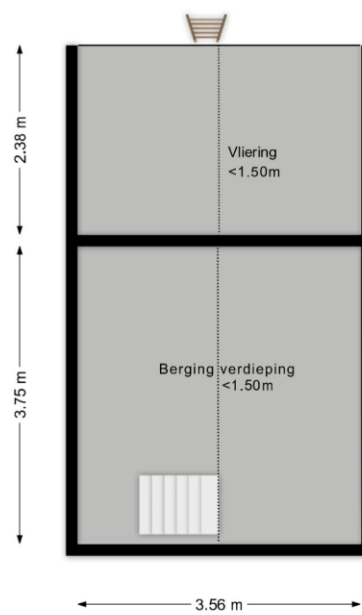 2.38 m
Vliering
<1.50m
3.75 m
Berging verdieping
<1.50m
3.56 m